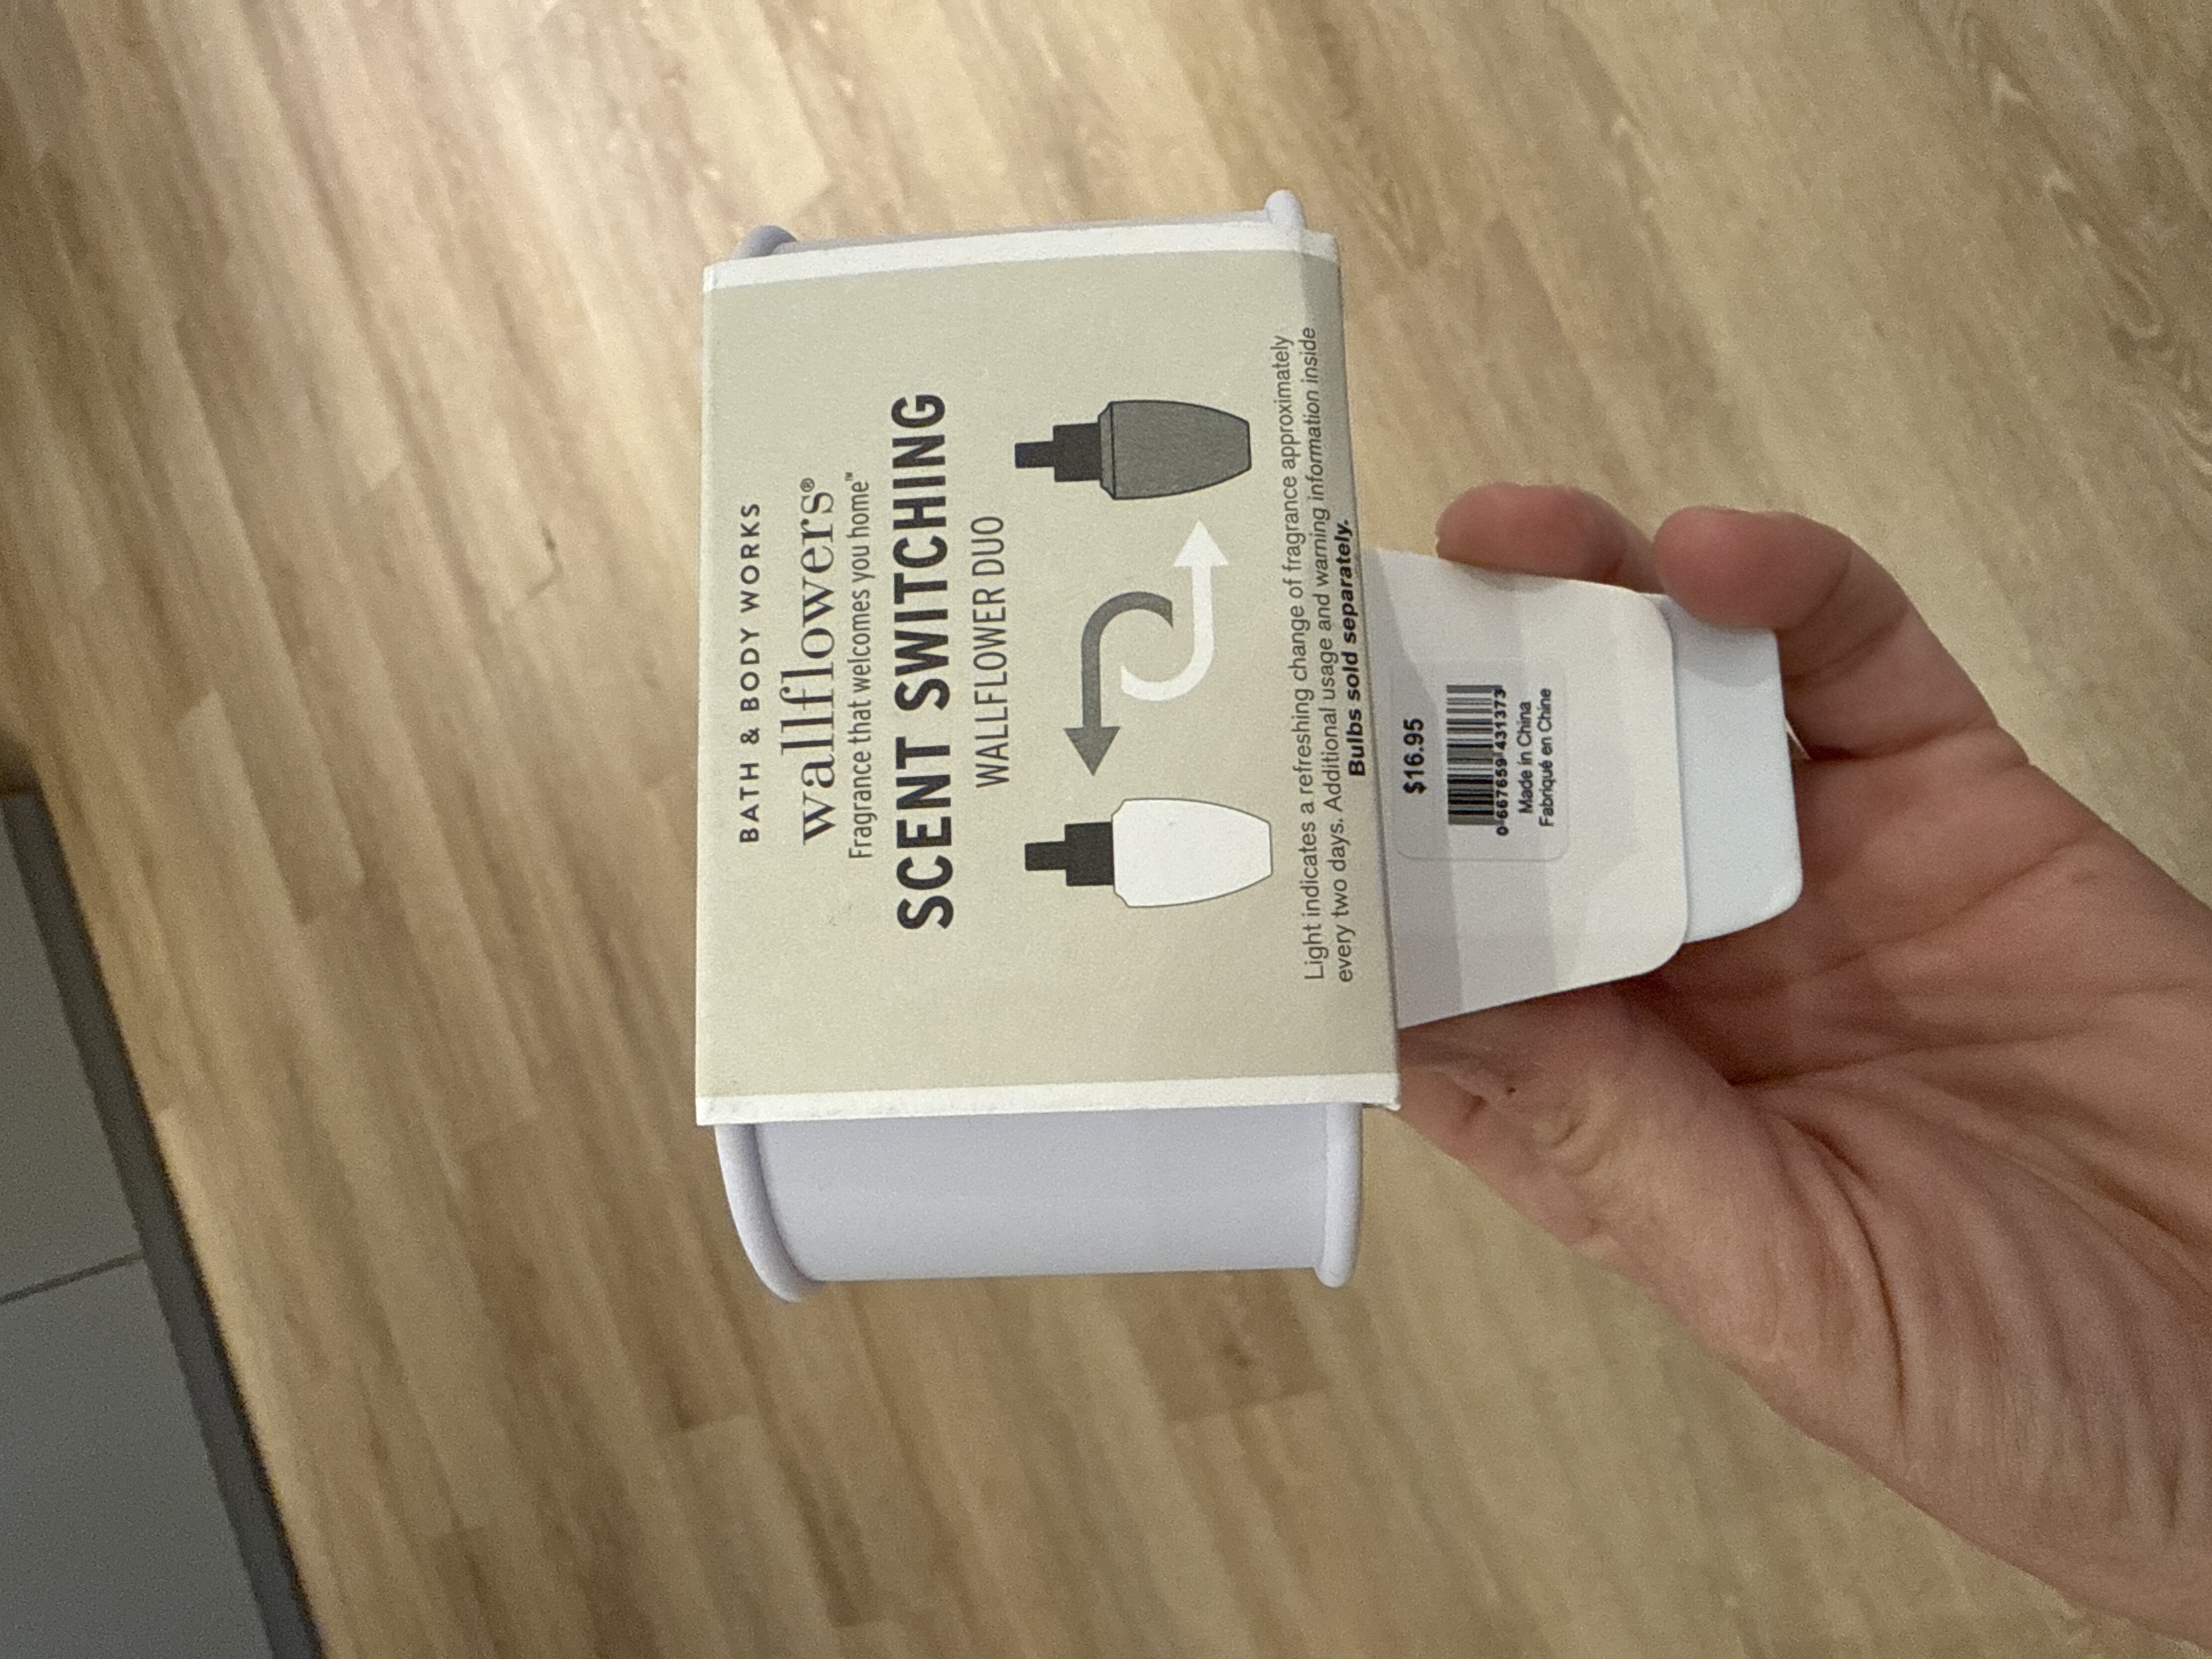 BATH & BODY WORKS
wallflowers®
Fragrance that welcomes you home™
SCENT SWITCHING
WALLFLOWER DUO
Light indicates a refreshing change of fragrance approximately
every two days. Additional usage and warning information inside
Bulbs sold separately.
$16.95
0 667659 431373
Made in China
Fabriqué en Chine